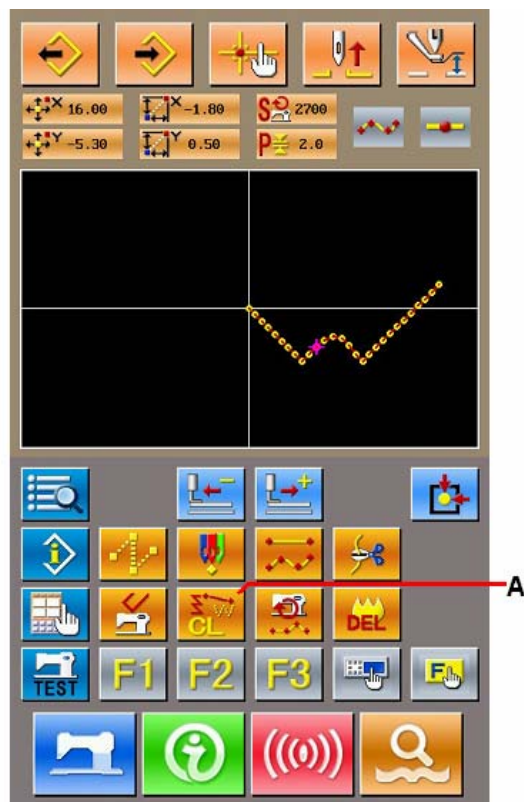 X 16.00 X -1.80 S 2700
Y -5.30 Y 0.50 P 2.0
CL DEL
A
TEST F1 F2 F3 F